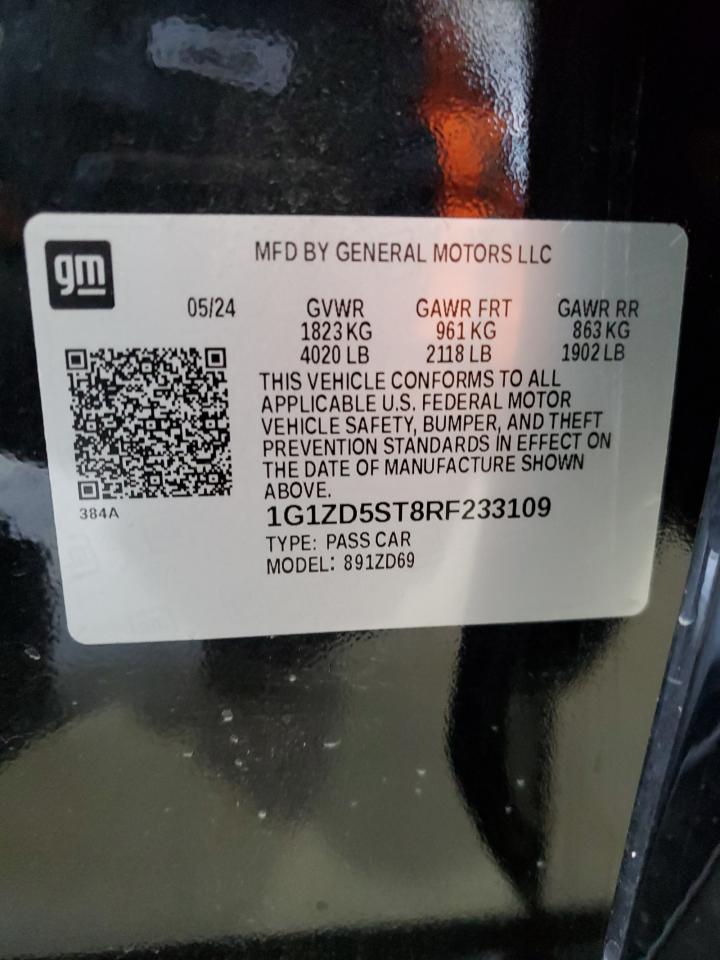 gm
MFD BY GENERAL MOTORS LLC
05/24 GVWR GAWR FRT GAWR RR
1823 KG 961 KG 863 KG
4020 LB 2118 LB 1902 LB
THIS VEHICLE CONFORMS TO ALL
APPLICABLE U.S. FEDERAL MOTOR
VEHICLE SAFETY, BUMPER, AND THEFT
PREVENTION STANDARDS IN EFFECT ON
THE DATE OF MANUFACTURE SHOWN
ABOVE.
384A
1G1ZD5ST8RF233109
TYPE: PASS CAR
MODEL: 891ZD69